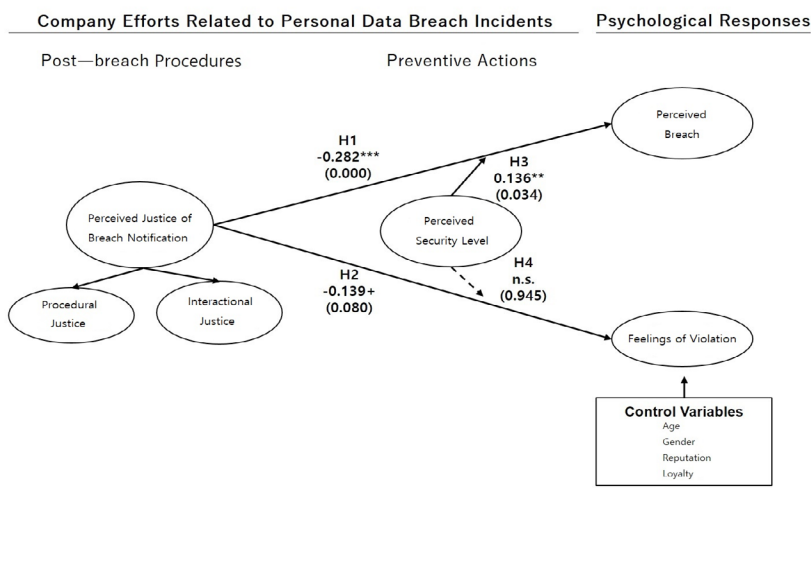 Company Efforts Related to Personal Data Breach Incidents
Psychological Responses
Post—breach Procedures
Preventive Actions
Perceived
Breach
H1
-0.282***
(0.000)
H3
0.136**
(0.034)
Perceived Justice of
Breach Notification
Perceived
Security Level
H4
n.s.
(0.945)
H2
-0.139+
(0.080)
Procedural
Justice
Interactional
Justice
Feelings of Violation
Control Variables
Age
Gender
Reputation
Loyalty